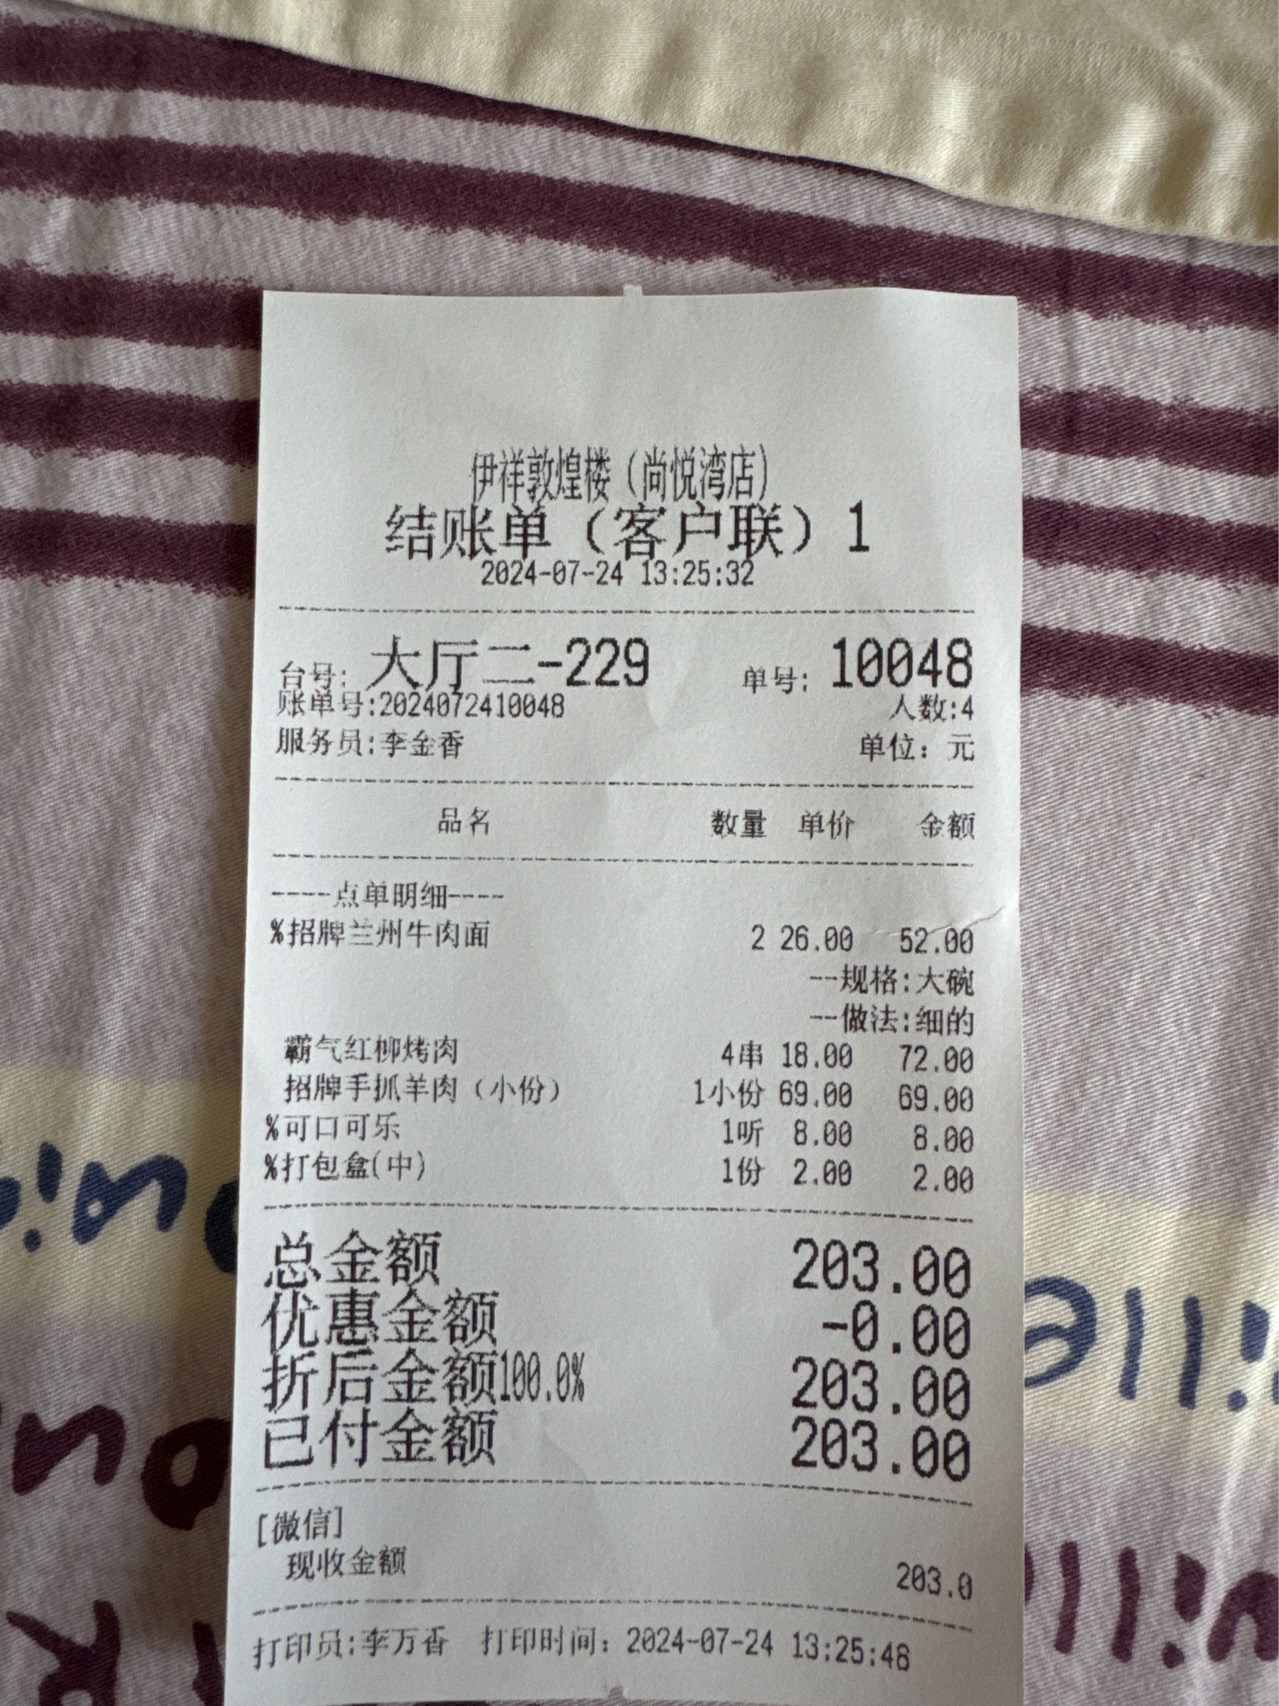 伊祥敦煌楼（尚悦湾店）
结账单（客户联）1
2024-07-24 13:25:32
台号: 大厅二-229 单号: 10048
账单号:2024072410048 人数:4
服务员:李金香 单位: 元
品名 数量 单价 金额
----点单明细----
%招牌兰州牛肉面 2 26.00 52.00
--规格:大碗
--做法:细的
霸气红柳烤肉 4串 18.00 72.00
招牌手抓羊肉（小份） 1小份 69.00 69.00
%可口可乐 1听 8.00 8.00
%打包盒(中) 1份 2.00 2.00
总金额 203.00
优惠金额 -0.00
折后金额100.0% 203.00
已付金额 203.00
[微信]
现收金额 203.0
打印员:李万香 打印时间: 2024-07-24 13:25:48